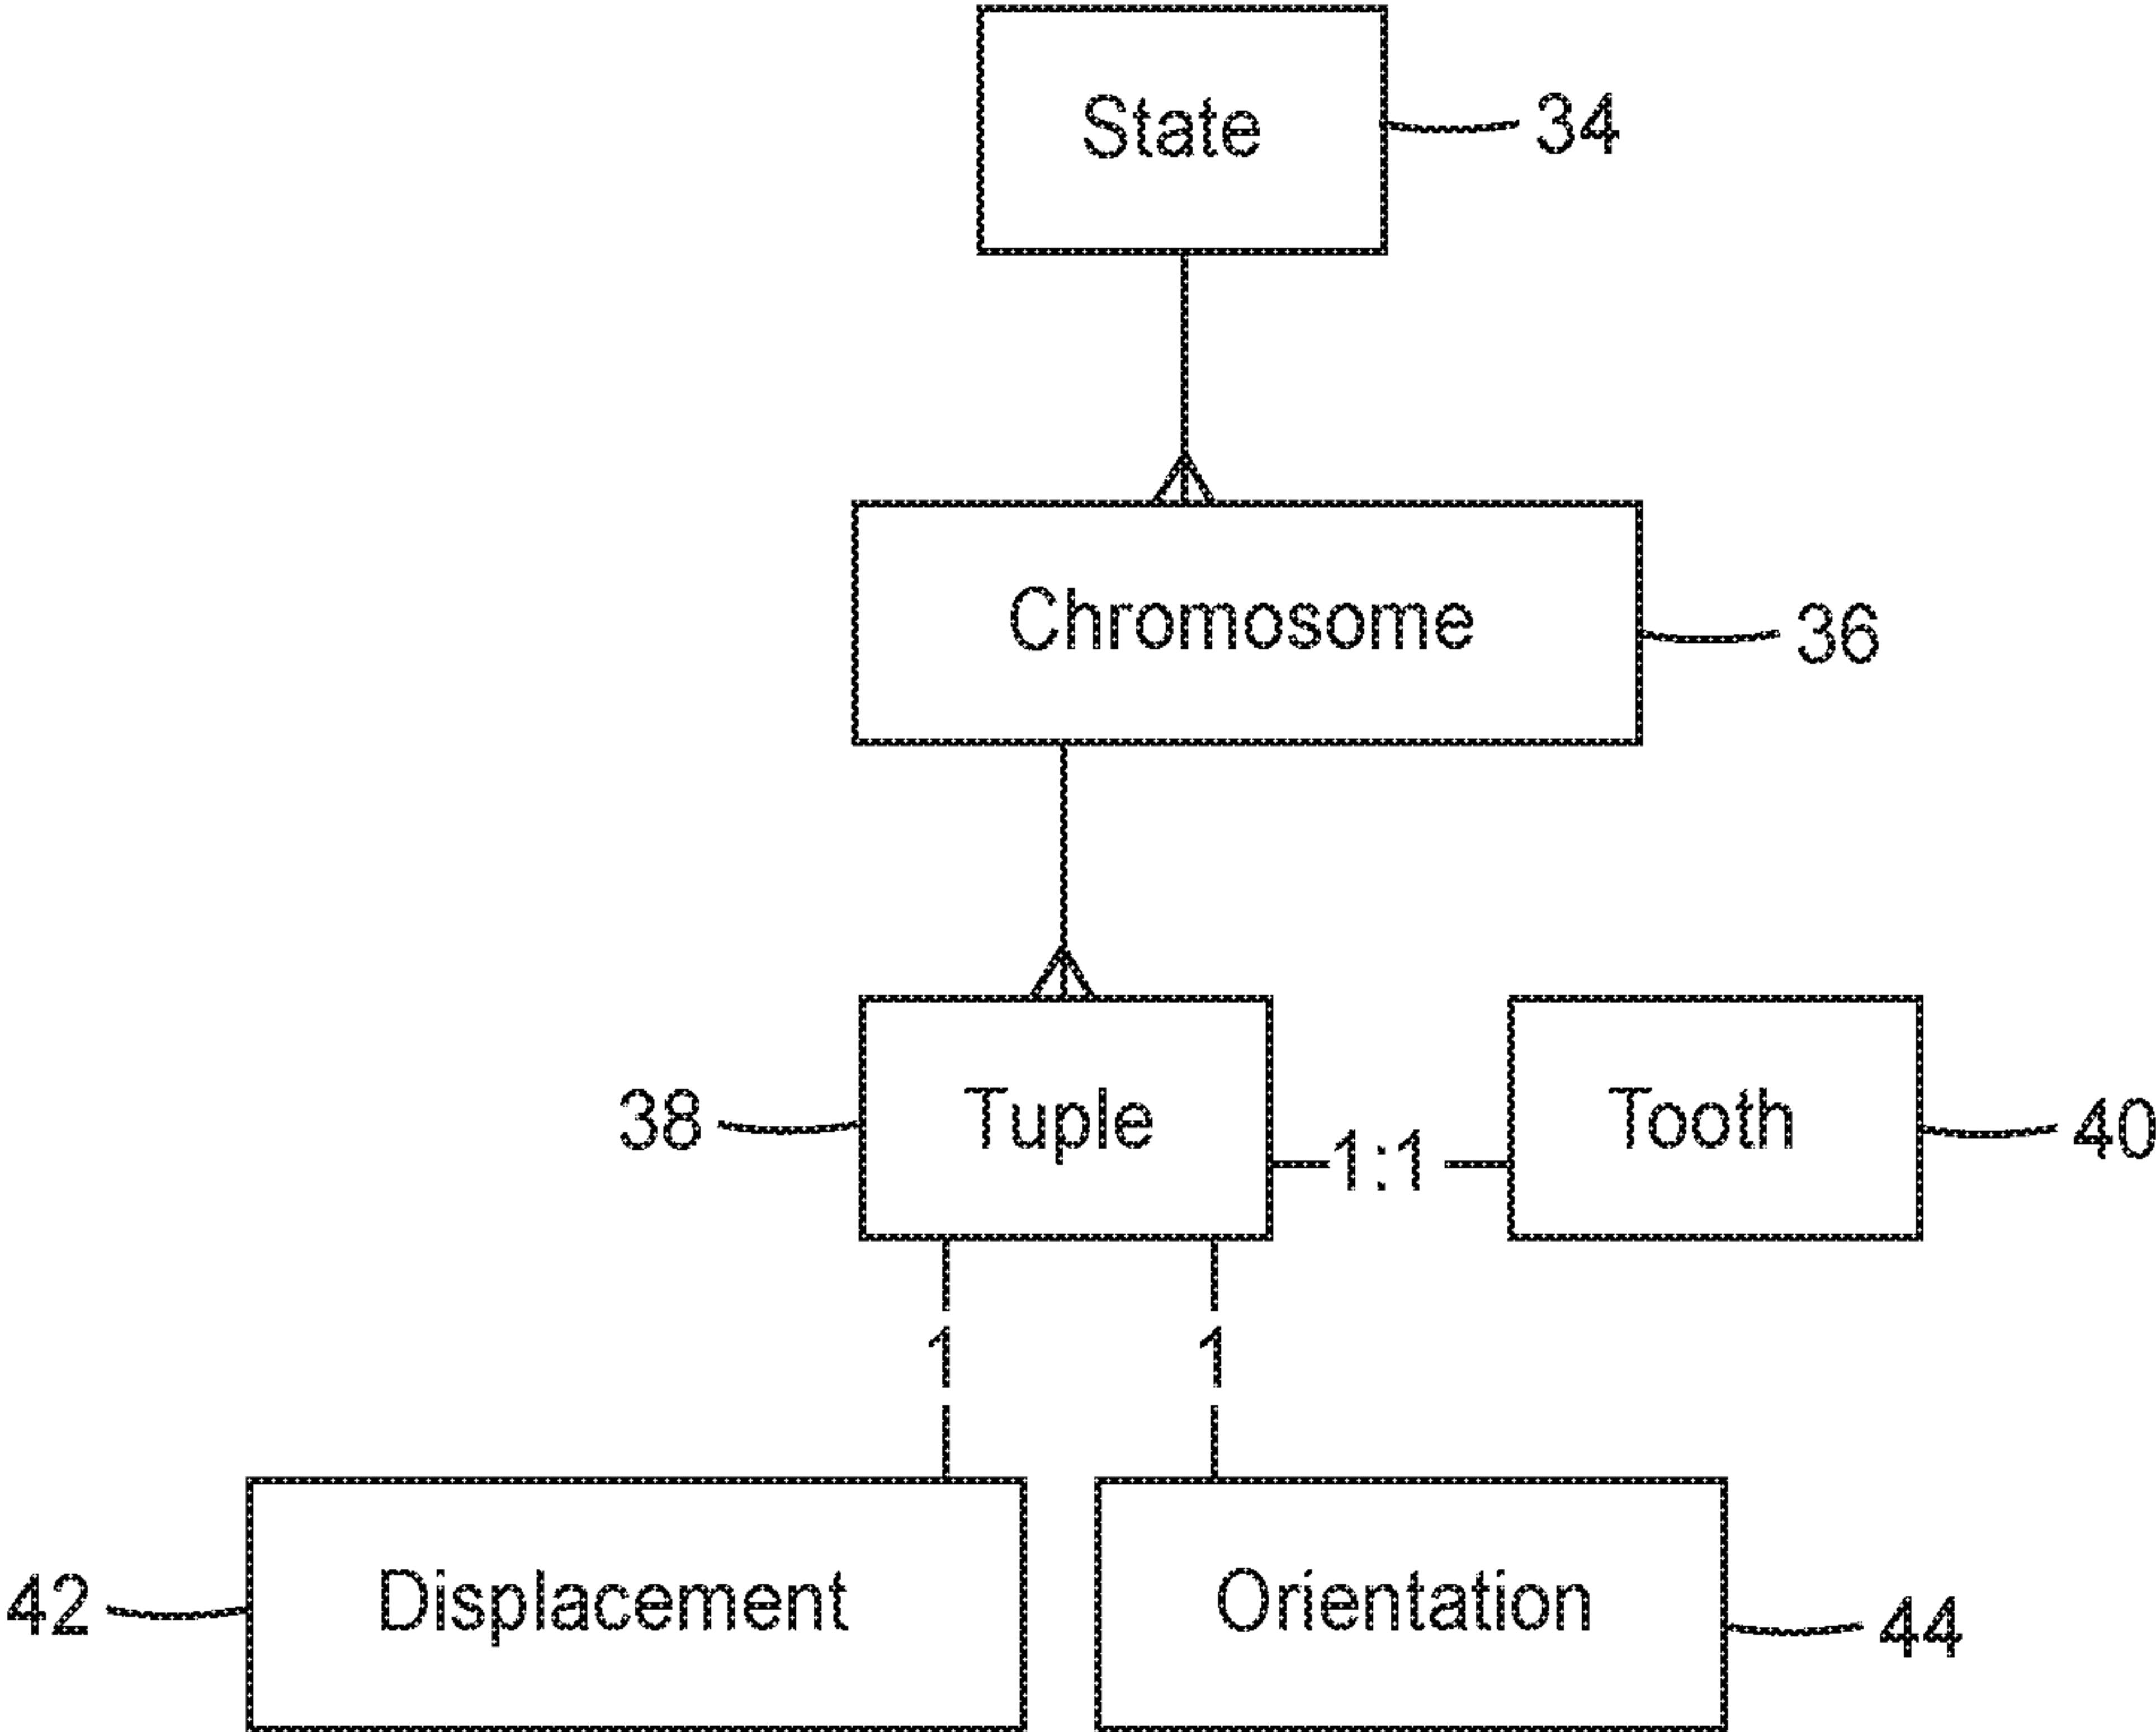 State
34
Chromosome
36
38
Tuple
1:1
Tooth
40
1
1
42
Displacement
Orientation
44